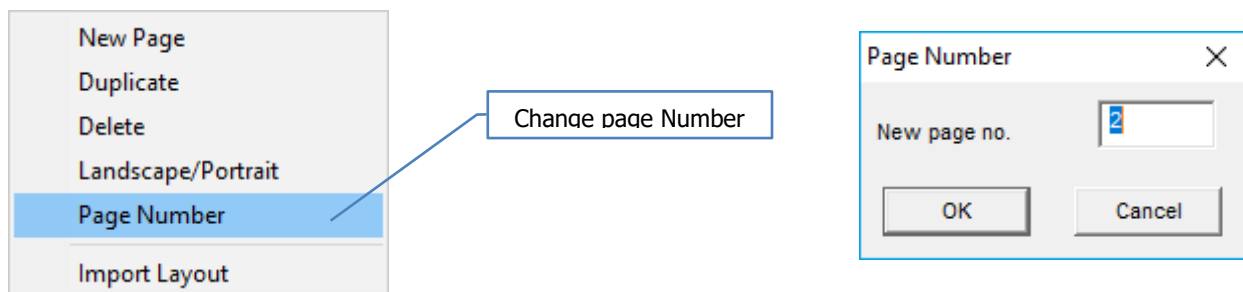 New Page
Duplicate
Delete
Landscape/Portrait
Page Number
Import Layout
Change page Number
Page Number
New page no.
2
OK
Cancel